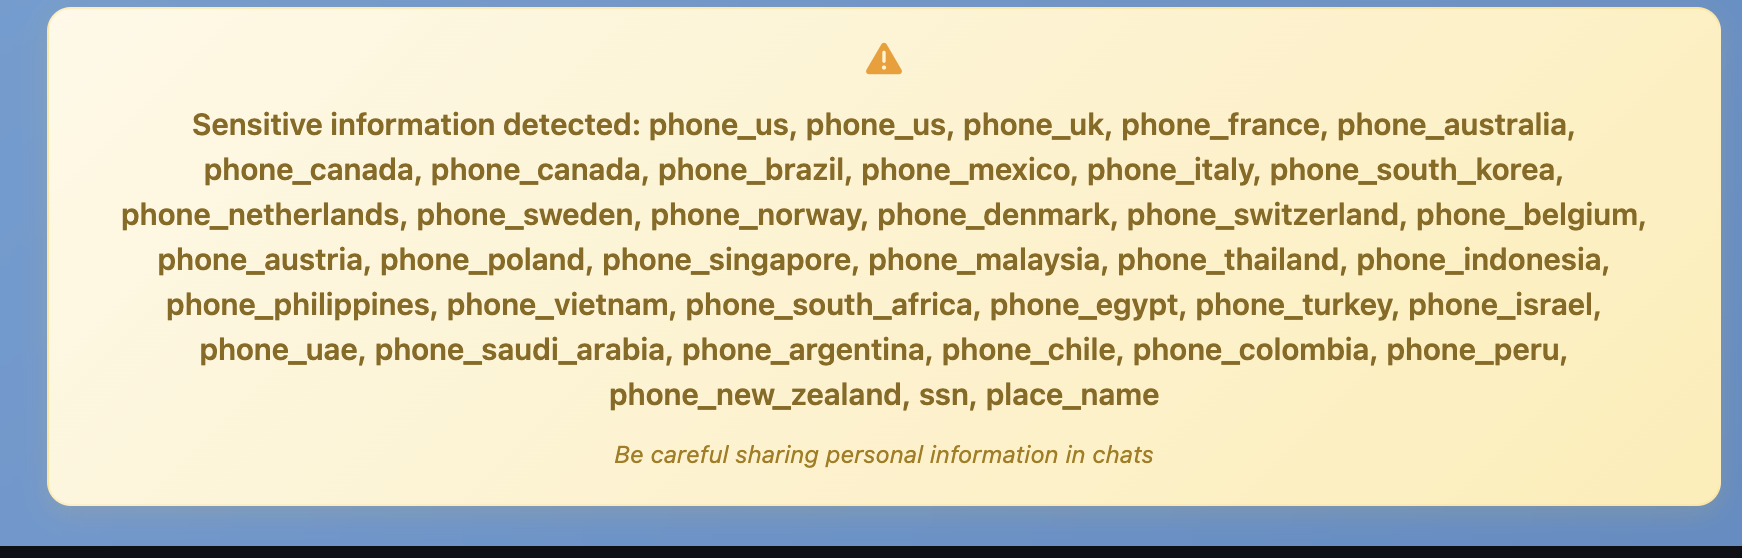 Sensitive information detected: phone_us, phone_us, phone_uk, phone_france, phone_australia,
phone_canada, phone_canada, phone_brazil, phone_mexico, phone_italy, phone_south_korea,
phone_netherlands, phone_sweden, phone_norway, phone_denmark, phone_switzerland, phone_belgium,
phone_austria, phone_poland, phone_singapore, phone_malaysia, phone_thailand, phone_indonesia,
phone_philippines, phone_vietnam, phone_south_africa, phone_egypt, phone_turkey, phone_israel,
phone_uae, phone_saudi_arabia, phone_argentina, phone_chile, phone_colombia, phone_peru,
phone_new_zealand, ssn, place_name
Be careful sharing personal information in chats